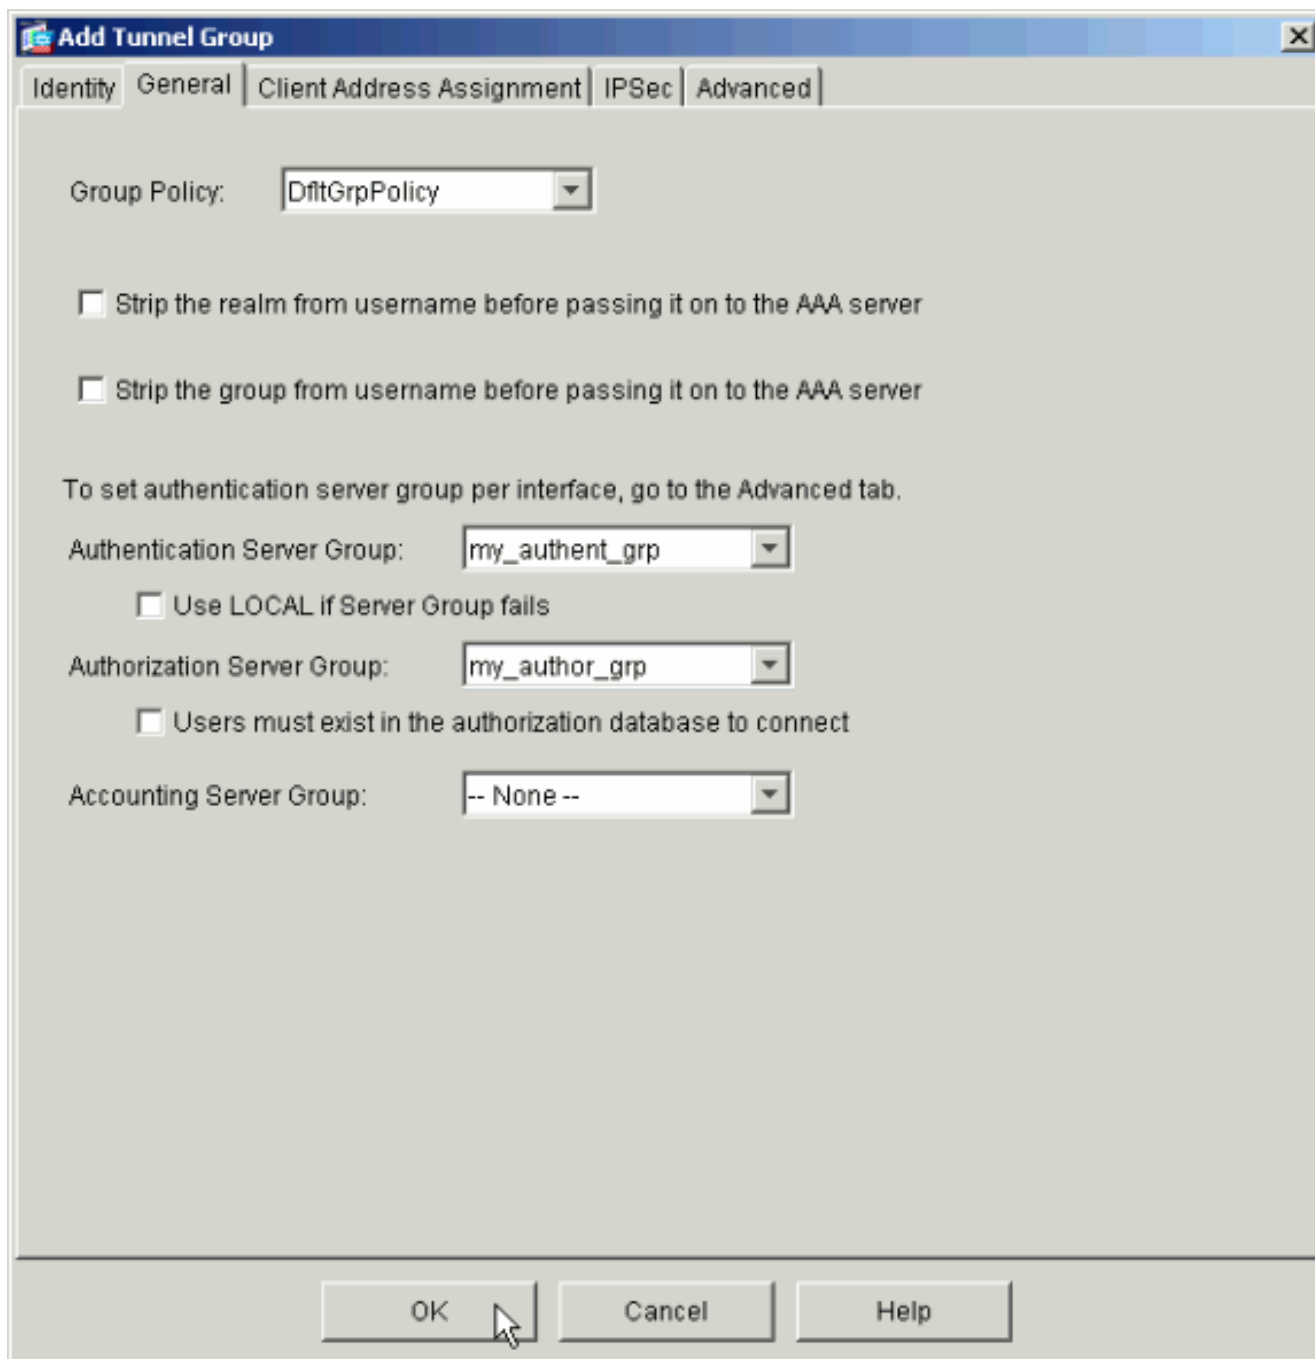 Add Tunnel Group
Identity General Client Address Assignment IPSec Advanced
Group Policy: DfltGrpPolicy
Strip the realm from username before passing it on to the AAA server
Strip the group from username before passing it on to the AAA server
To set authentication server group per interface, go to the Advanced tab.
Authentication Server Group: my_authent_grp
Use LOCAL if Server Group fails
Authorization Server Group: my_author_grp
Users must exist in the authorization database to connect
Accounting Server Group: -- None --
OK Cancel Help